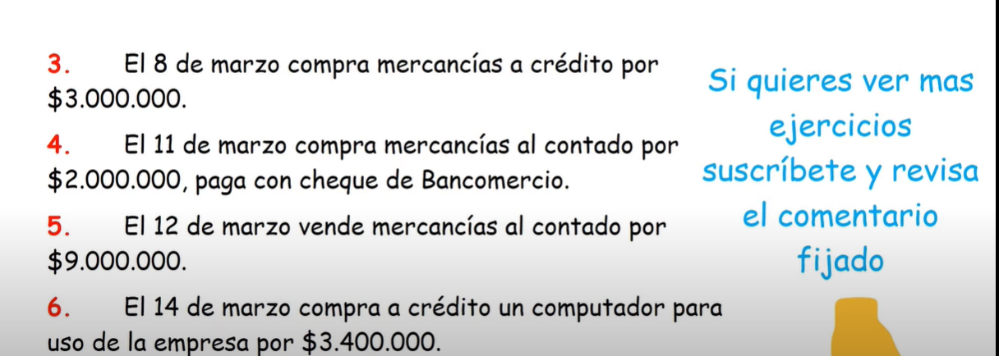 3. El 8 de marzo compra mercancías a crédito por
$3.000.000.
4. El 11 de marzo compra mercancías al contado por
$2.000.000, paga con cheque de Bancomercio.
5. El 12 de marzo vende mercancías al contado por
$9.000.000.
6. El 14 de marzo compra a crédito un computador para
uso de la empresa por $3.400.000.
Si quieres ver mas
ejercicios
suscríbete y revisa
el comentario
fijado